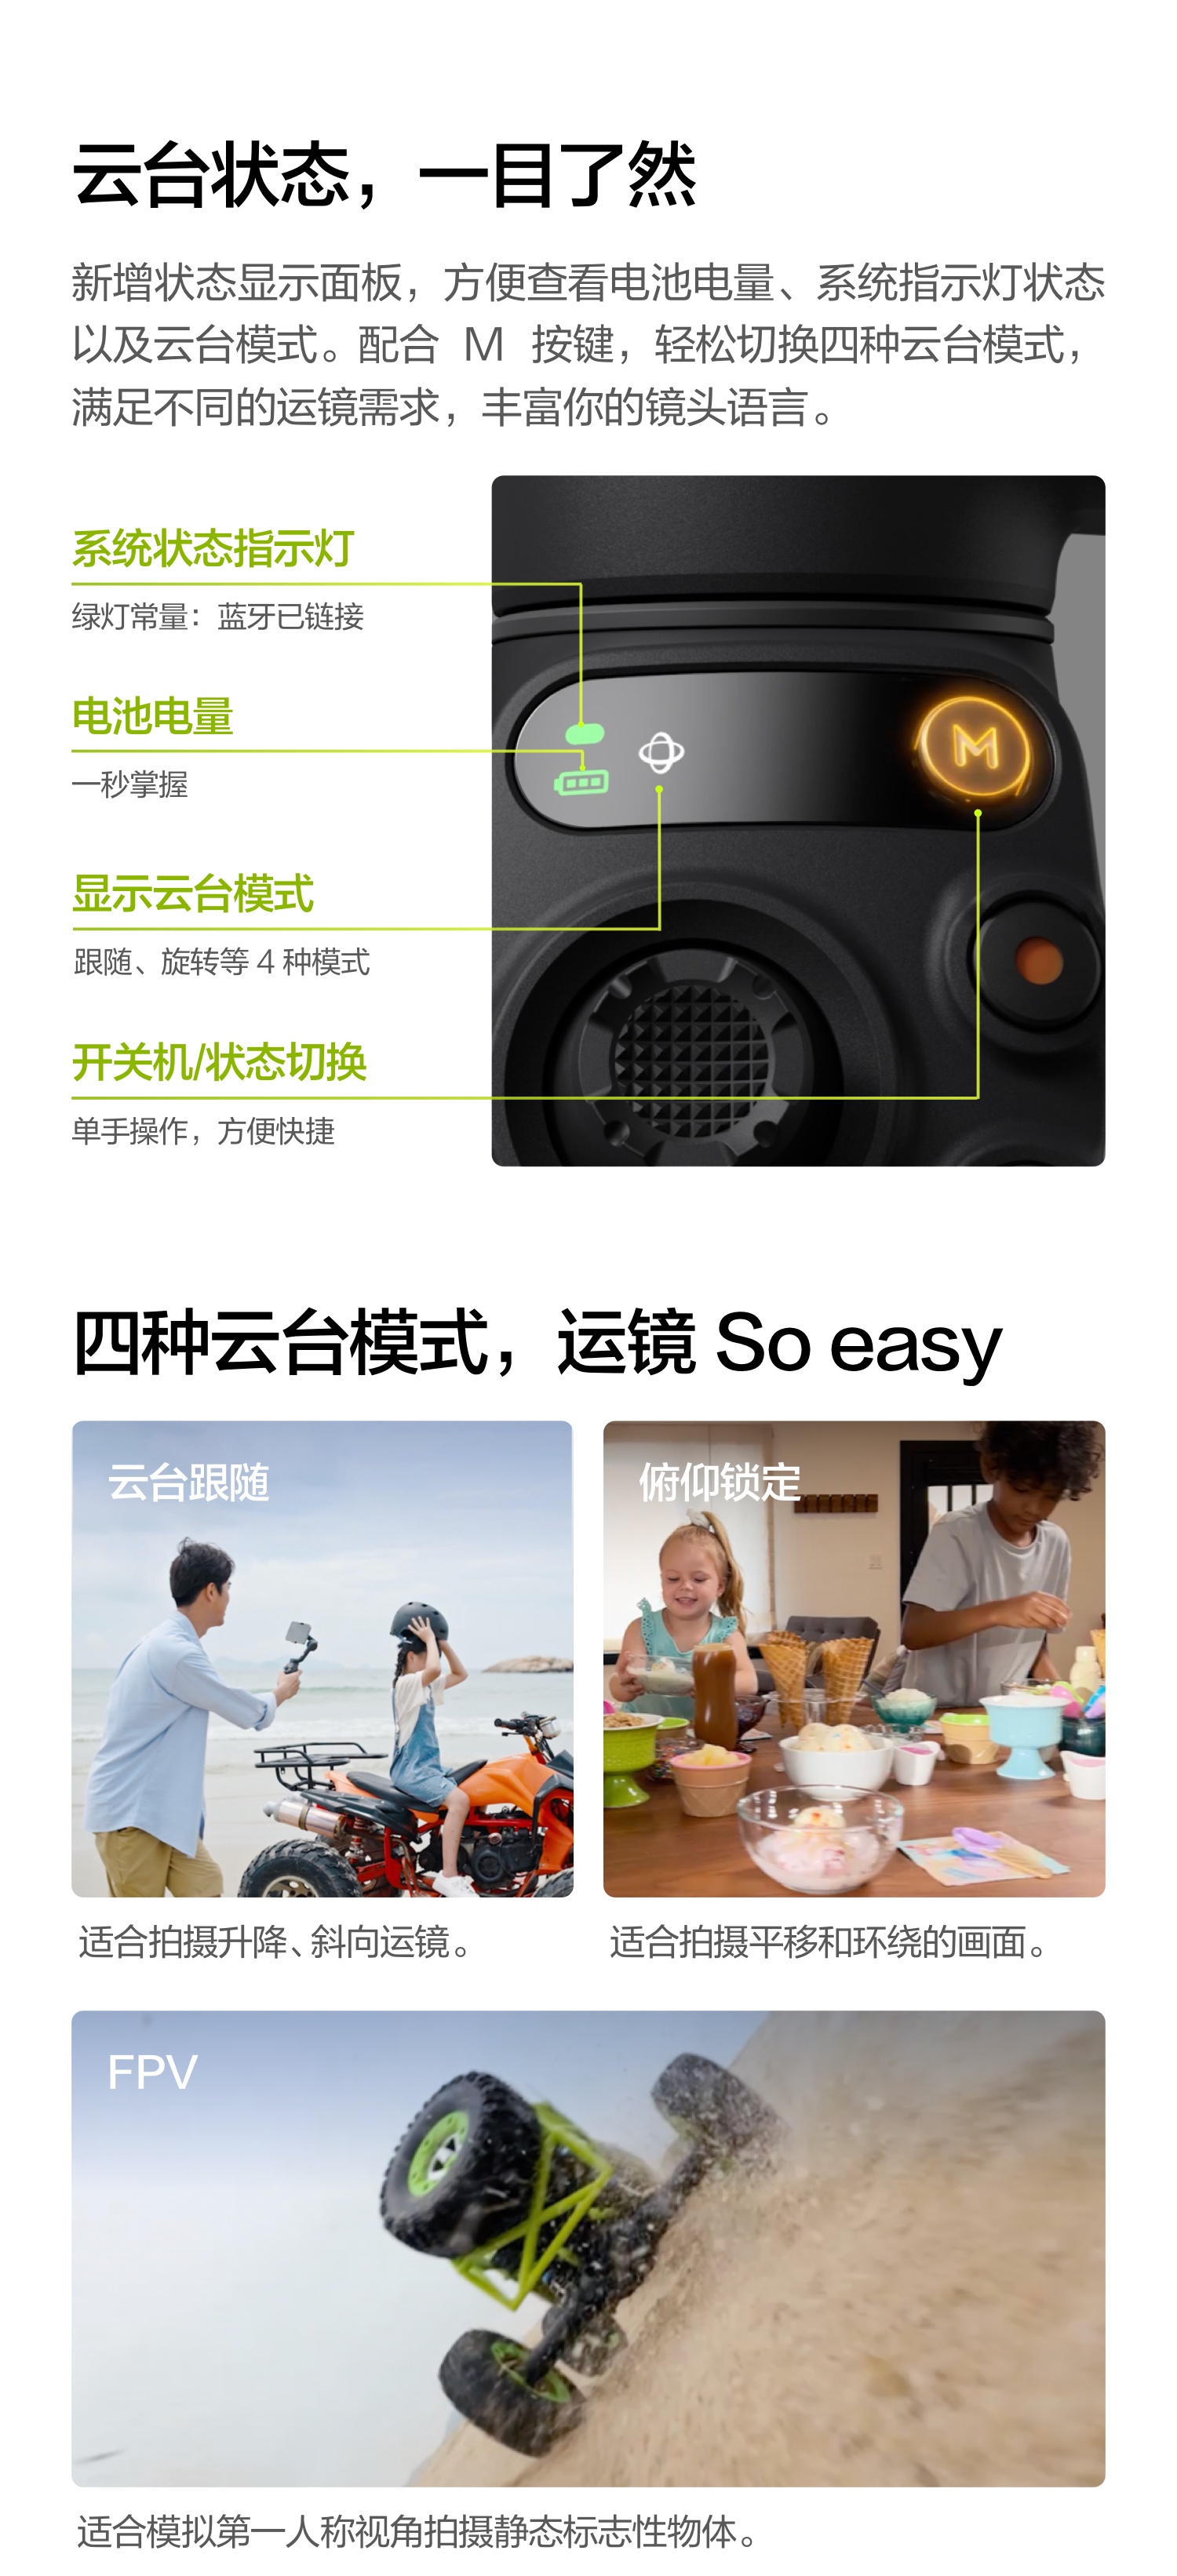 云台状态，一目了然
新增状态显示面板，方便查看电池电量、系统指示灯状态
以及云台模式。配合 M 按键，轻松切换四种云台模式，
满足不同的运镜需求，丰富你的镜头语言。
系统状态指示灯
绿灯常量：蓝牙已链接
电池电量
一秒掌握
显示云台模式
跟随、旋转等 4 种模式
开关机/状态切换
单手操作，方便快捷
M
四种云台模式，运镜 So easy
云台跟随
俯仰锁定
适合拍摄升降、斜向运镜。
适合拍摄平移和环绕的画面。
FPV
适合模拟第一人称视角拍摄静态标志性物体。